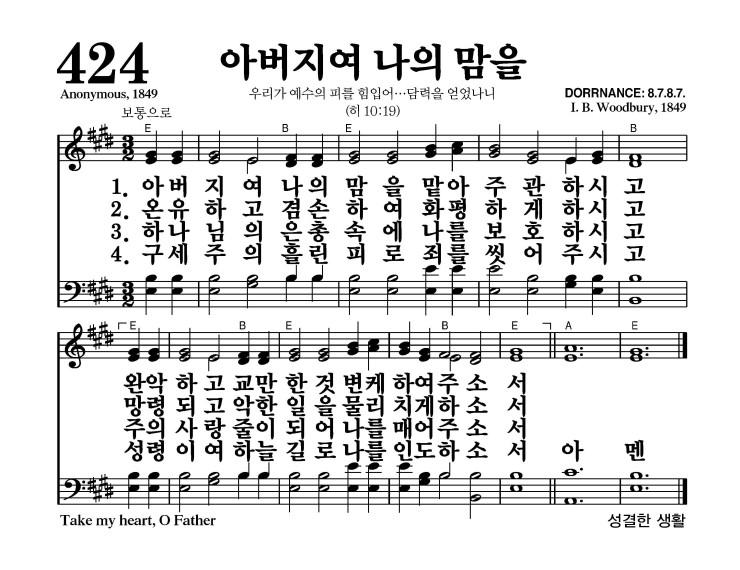 424
아버지여 나의 맘을
Anonymous, 1849
우리가 예수의 피를 힘입어…담력을 얻었나니
DORRNANCE: 8.7.8.7.
보통으로
(히 10:19)
I. B. Woodbury, 1849
E B E B
3 2
1. 아 버 지 여 나의 맘 을 맡아 주 관 하시 고
2. 온유 하 고 겸손 하 여 화평 하 게 하시 고
3. 하나 님 의 은총 속 에 나를 보 호 하시 고
4. 구세 주 의 흘린 피 로 죄를 씻 어 주시 고
3 2
E B E B E A E
완악 하 고 교만 한 것 변케 하여주 소 서
망령 되 고 악한 일 을 물리 치게하 소 서
주의 사 랑 줄이 되 어 나를 매어주 소 서
성령 이 여 하늘 길 로 나를 인도하 소 서 아 멘
Take my heart, O Father
성결한 생활